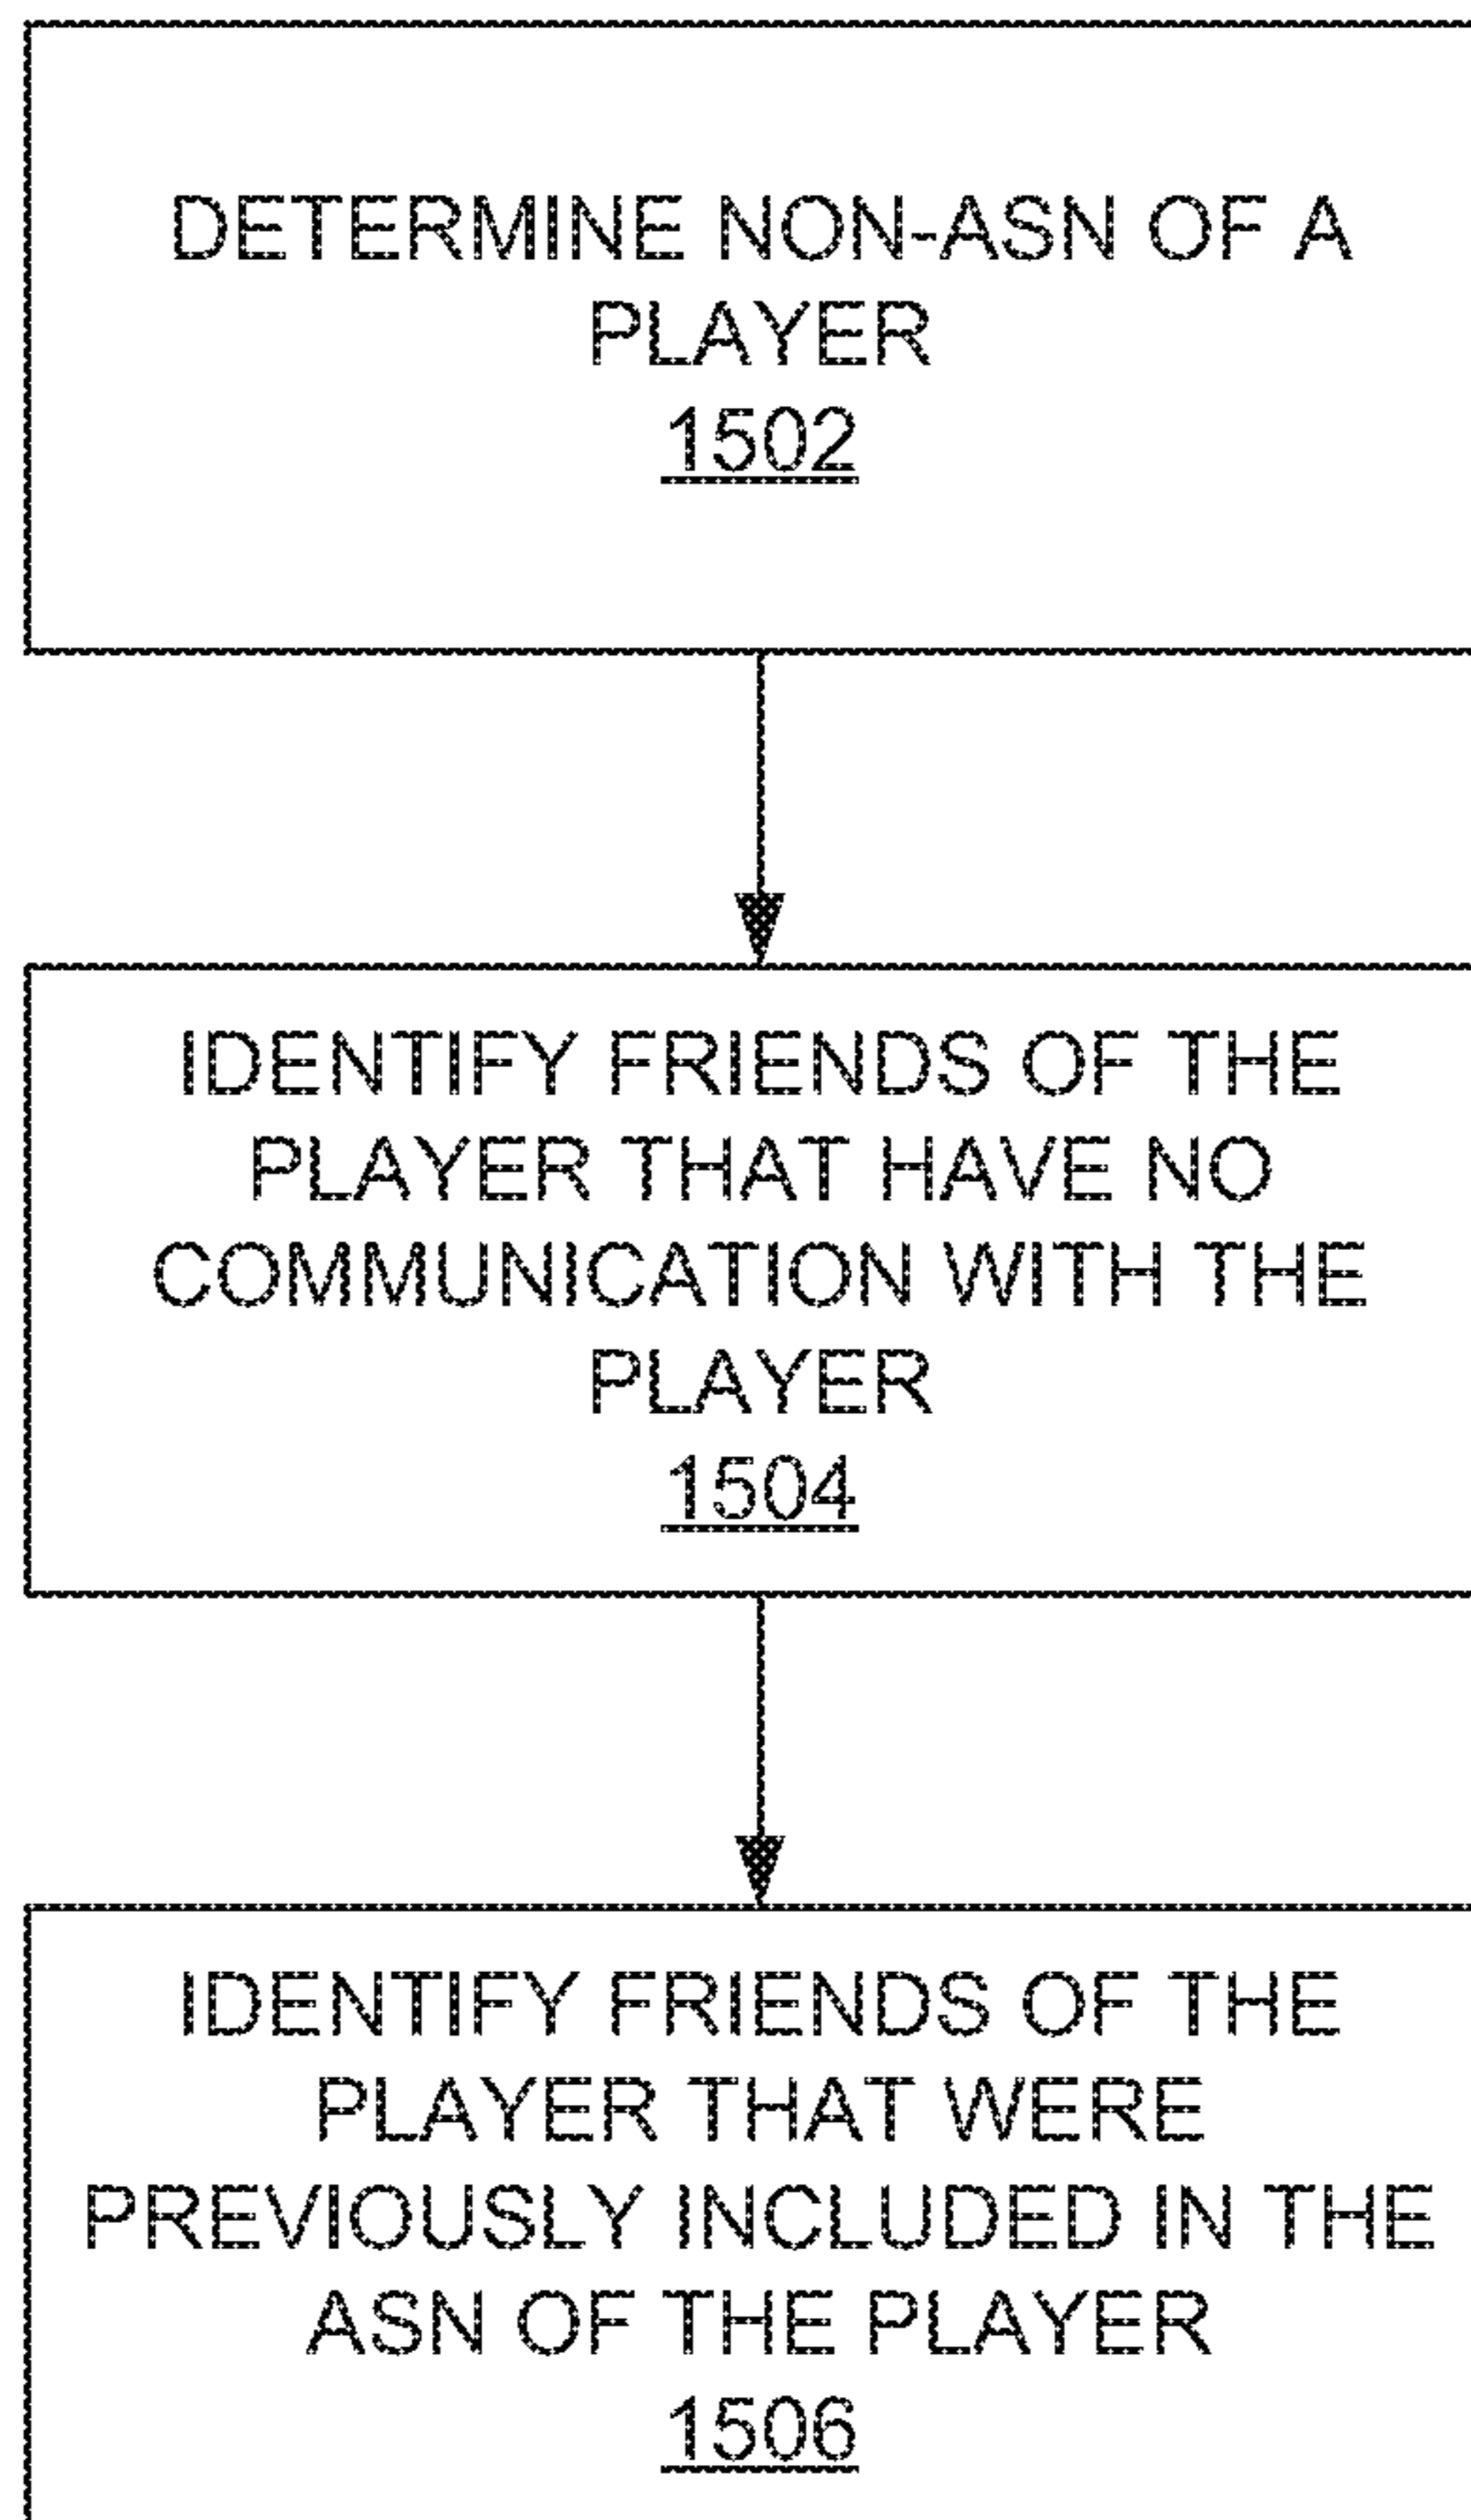 DETERMINE NON-ASN OF A
PLAYER
1502
IDENTIFY FRIENDS OF THE
PLAYER THAT HAVE NO
COMMUNICATION WITH THE
PLAYER
1504
IDENTIFY FRIENDS OF THE
PLAYER THAT WERE
PREVIOUSLY INCLUDED IN THE
ASN OF THE PLAYER
1506